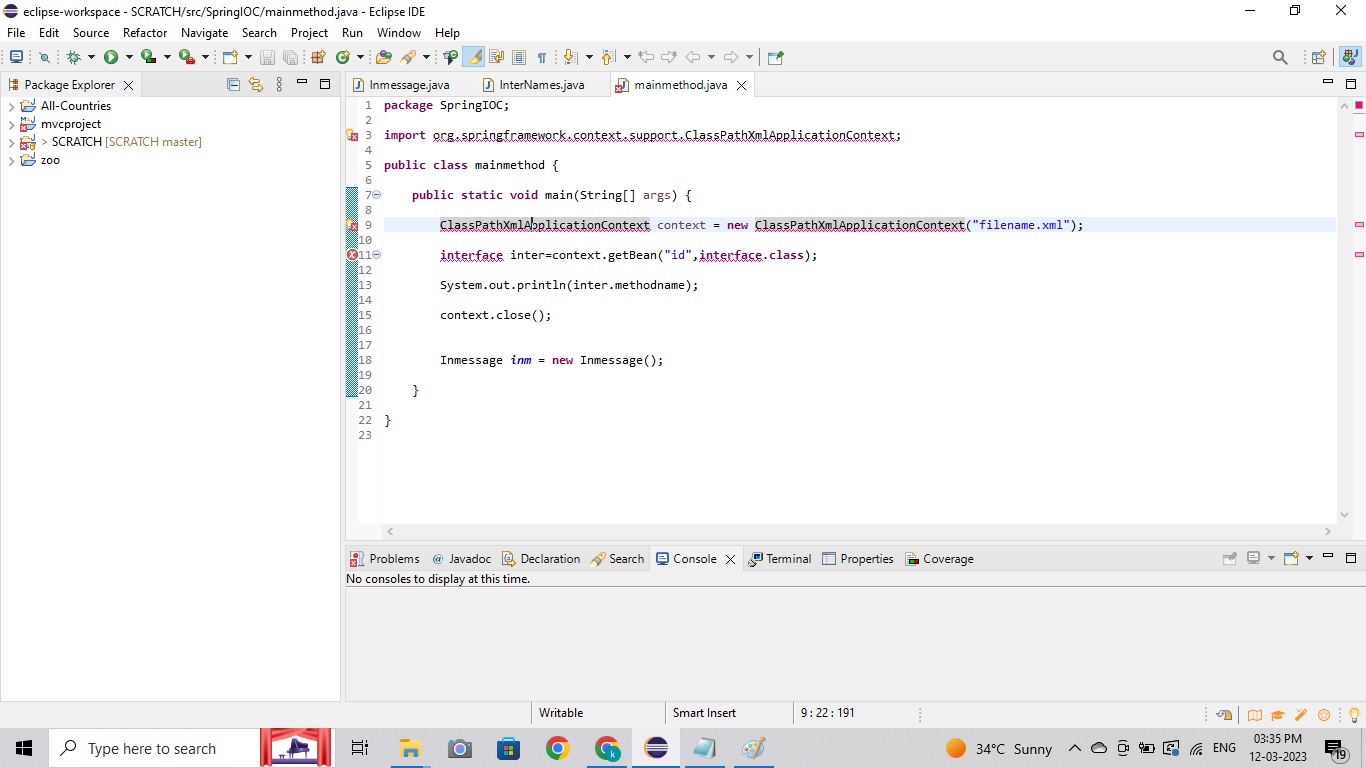 eclipse-workspace - SCRATCH/src/SpringIOC/mainmethod.java - Eclipse IDE
File Edit Source Refactor Navigate Search Project Run Window Help
Package Explorer
All-Countries
mvcproject
> SCRATCH [SCRATCH master]
zoo
Inmessage.java InterNames.java mainmethod.java
1 package SpringIOC;
2
3 import org.springframework.context.support.ClassPathXmlApplicationContext;
4
5 public class mainmethod {
6
7 public static void main(String[] args) {
8
9 ClassPathXmlApplicationContext context = new ClassPathXmlApplicationContext("filename.xml");
10
11 interface inter=context.getBean("id",interface.class);
12
13 System.out.println(inter.methodname);
14
15 context.close();
16
17
18 Inmessage inm = new Inmessage();
19
20 }
21
22 }
23
Problems Javadoc Declaration Search Console Terminal Properties Coverage
No consoles to display at this time.
Writable Smart Insert 9 : 22 : 191
Type here to search
34°C Sunny ENG
03:35 PM
12-03-2023
19